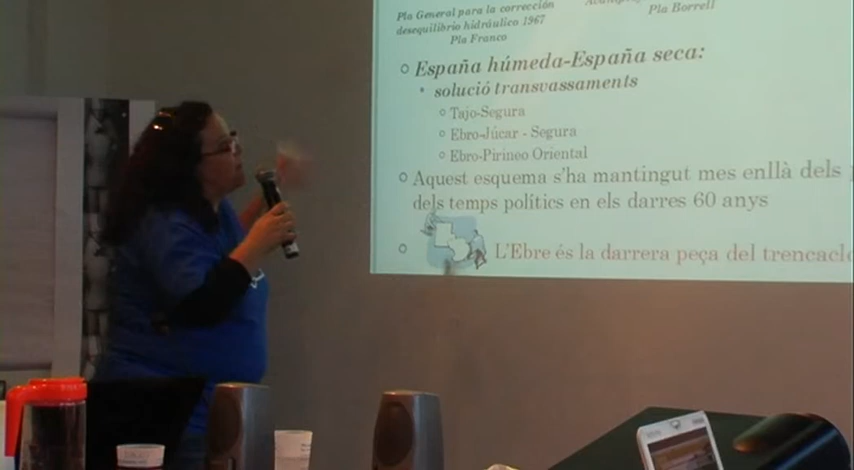 Pla General para la corrección
desequilibrio hidráulico 1967
Pla Franco
Pla Borrell
España húmeda-España seca:
solució transvassaments
Tajo-Segura
Ebro-Júcar - Segura
Ebro-Pirineo Oriental
Aquest esquema s'ha mantingut mes enllà dels
dels temps polítics en els darres 60 anys
L'Ebre és la darrera peça del